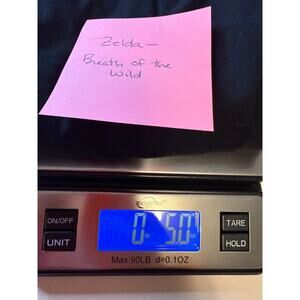 Zelda —
Breath of the
Wild
ON/OFF
UNIT
0 5.0
TARE
HOLD
Max:90LB d=0.1OZ